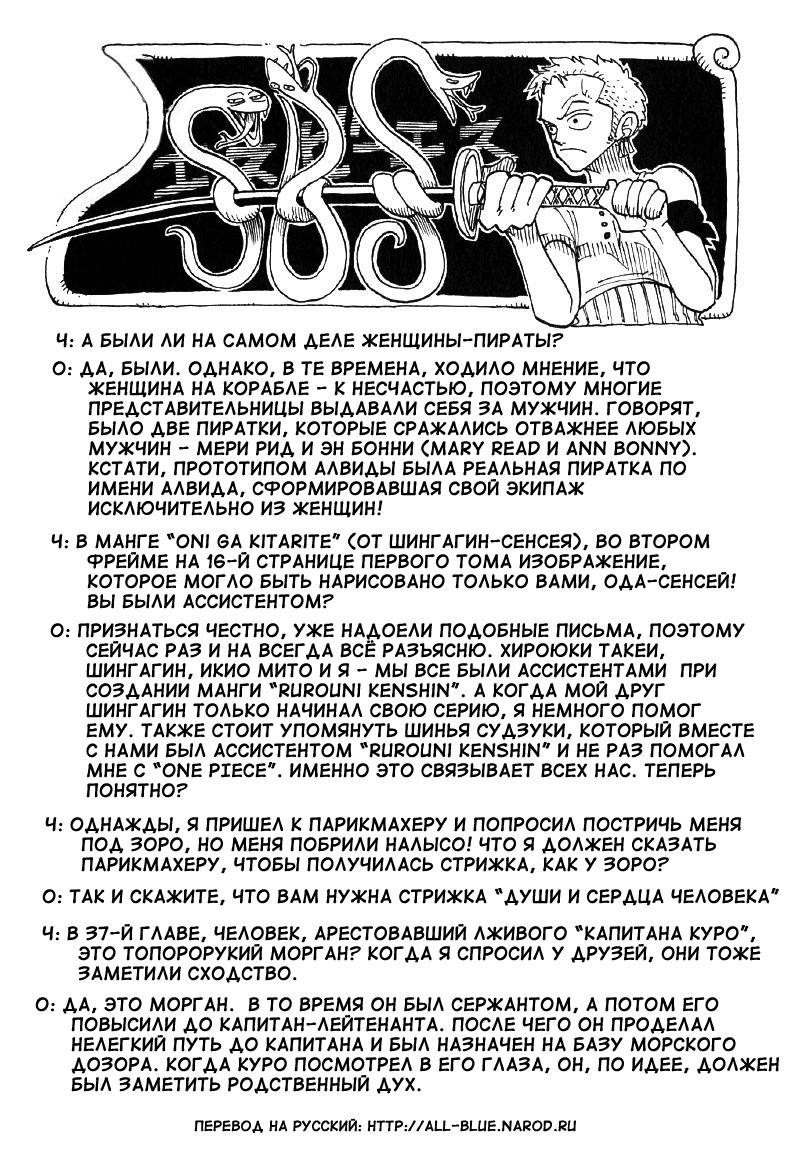 SBS
Ч: А БЫЛИ ЛИ НА САМОМ ДЕЛЕ ЖЕНЩИНЫ-ПИРАТЫ?
О: ДА, БЫЛИ. ОДНАКО, В ТЕ ВРЕМЕНА, ХОДИЛО МНЕНИЕ, ЧТО
ЖЕНЩИНА НА КОРАБЛЕ - К НЕСЧАСТЬЮ, ПОЭТОМУ МНОГИЕ
ПРЕДСТАВИТЕЛЬНИЦЫ ВЫДАВАЛИ СЕБЯ ЗА МУЖЧИН. ГОВОРЯТ,
БЫЛО ДВЕ ПИРАТКИ, КОТОРЫЕ СРАЖАЛИСЬ ОТВАЖНЕЕ ЛЮБЫХ
МУЖЧИН - МЕРИ РИД И ЭН БОННИ (MARY READ И ANN BONNY).
КСТАТИ, ПРОТОТИПОМ АЛВИДЫ БЫЛА РЕАЛЬНАЯ ПИРАТКА ПО
ИМЕНИ АЛВИДА, СФОРМИРОВАВШАЯ СВОЙ ЭКИПАЖ
ИСКЛЮЧИТЕЛЬНО ИЗ ЖЕНЩИН!
Ч: В МАНГЕ "ONI GA KITARITE" (ОТ ШИНГАГИН-СЕНСЕЯ), ВО ВТОРОМ
ФРЕЙМЕ НА 16-Й СТРАНИЦЕ ПЕРВОГО ТОМА ИЗОБРАЖЕНИЕ,
КОТОРОЕ МОГЛО БЫТЬ НАРИСОВАНО ТОЛЬКО ВАМИ, ОДА-СЕНСЕЙ!
ВЫ БЫЛИ АССИСТЕНТОМ?
О: ПРИЗНАТЬСЯ ЧЕСТНО, УЖЕ НАДОЕЛИ ПОДОБНЫЕ ПИСЬМА, ПОЭТОМУ
СЕЙЧАС РАЗ И НА ВСЕГДА ВСЁ РАЗЪЯСНЮ. ХИРОЮКИ ТАКЕИ,
ШИНГАГИН, ИКИО МИТО И Я - МЫ ВСЕ БЫЛИ АССИСТЕНТАМИ ПРИ
СОЗДАНИИ МАНГИ "RUROUNI KENSHIN". А КОГДА МОЙ ДРУГ
ШИНГАГИН ТОЛЬКО НАЧИНАЛ СВОЮ СЕРИЮ, Я НЕМНОГО ПОМОГ
ЕМУ. ТАКЖЕ СТОИТ УПОМЯНУТЬ ШИНЬЯ СУДЗУКИ, КОТОРЫЙ ВМЕСТЕ
С НАМИ БЫЛ АССИСТЕНТОМ "RUROUNI KENSHIN" И НЕ РАЗ ПОМОГАЛ
МНЕ С "ONE PIECE". ИМЕННО ЭТО СВЯЗЫВАЕТ ВСЕХ НАС. ТЕПЕРЬ
ПОНЯТНО?
Ч: ОДНАЖДЫ, Я ПРИШЕЛ К ПАРИКМАХЕРУ И ПОПРОСИЛ ПОСТРИЧЬ МЕНЯ
ПОД ЗОРО, НО МЕНЯ ПОБРИЛИ НАЛЫСО! ЧТО Я ДОЛЖЕН СКАЗАТЬ
ПАРИКМАХЕРУ, ЧТОБЫ ПОЛУЧИЛАСЬ СТРИЖКА, КАК У ЗОРО?
О: ТАК И СКАЖИТЕ, ЧТО ВАМ НУЖНА СТРИЖКА "ДУШИ И СЕРДЦА ЧЕЛОВЕКА"
Ч: В 37-Й ГЛАВЕ, ЧЕЛОВЕК, АРЕСТОВАВШИЙ ЛЖИВОГО "КАПИТАНА КУРО",
ЭТО ТОПОРОРУКИЙ МОРГАН? КОГДА Я СПРОСИЛ У ДРУЗЕЙ, ОНИ ТОЖЕ
ЗАМЕТИЛИ СХОДСТВО.
О: ДА, ЭТО МОРГАН. В ТО ВРЕМЯ ОН БЫЛ СЕРЖАНТОМ, А ПОТОМ ЕГО
ПОВЫСИЛИ ДО КАПИТАН-ЛЕЙТЕНАНТА. ПОСЛЕ ЧЕГО ОН ПРОДЕЛАЛ
НЕЛЕГКИЙ ПУТЬ ДО КАПИТАНА И БЫЛ НАЗНАЧЕН НА БАЗУ МОРСКОГО
ДОЗОРА. КОГДА КУРО ПОСМОТРЕЛ В ЕГО ГЛАЗА, ОН, ПО ИДЕЕ, ДОЛЖЕН
БЫЛ ЗАМЕТИТЬ РОДСТВЕННЫЙ ДУХ.
ПЕРЕВОД НА РУССКИЙ: HTTP://ALL-BLUE.NAROD.RU